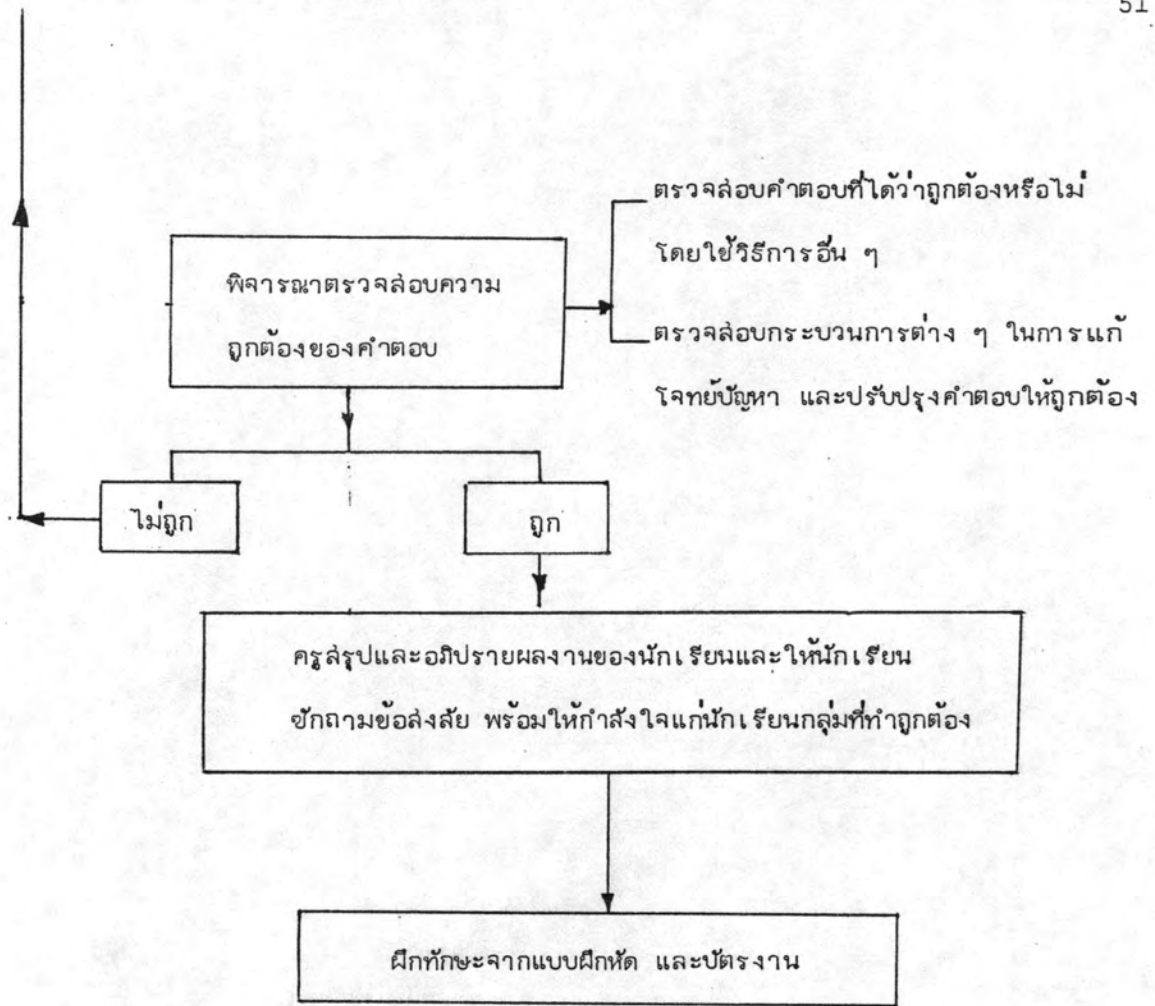 51
ตรวจสอบคำตอบที่ได้ว่าถูกต้องหรือไม่
โดยใช้วิธีการอื่น ๆ
พิจารณาตรวจสอบความ
ถูกต้องของคำตอบ
ตรวจสอบกระบวนการต่าง ๆ ในการแก้
โจทย์ปัญหา และปรับปรุงคำตอบให้ถูกต้อง
ไม่ถูก
ถูก
ครูสรุปและอภิปรายผลงานของนักเรียนและให้นักเรียน
ซักถามข้อสงสัย พร้อมให้กำลังใจแก่นักเรียนกลุ่มที่ทำถูกต้อง
ฝึกทักษะจากแบบฝึกหัด และบัตรงาน